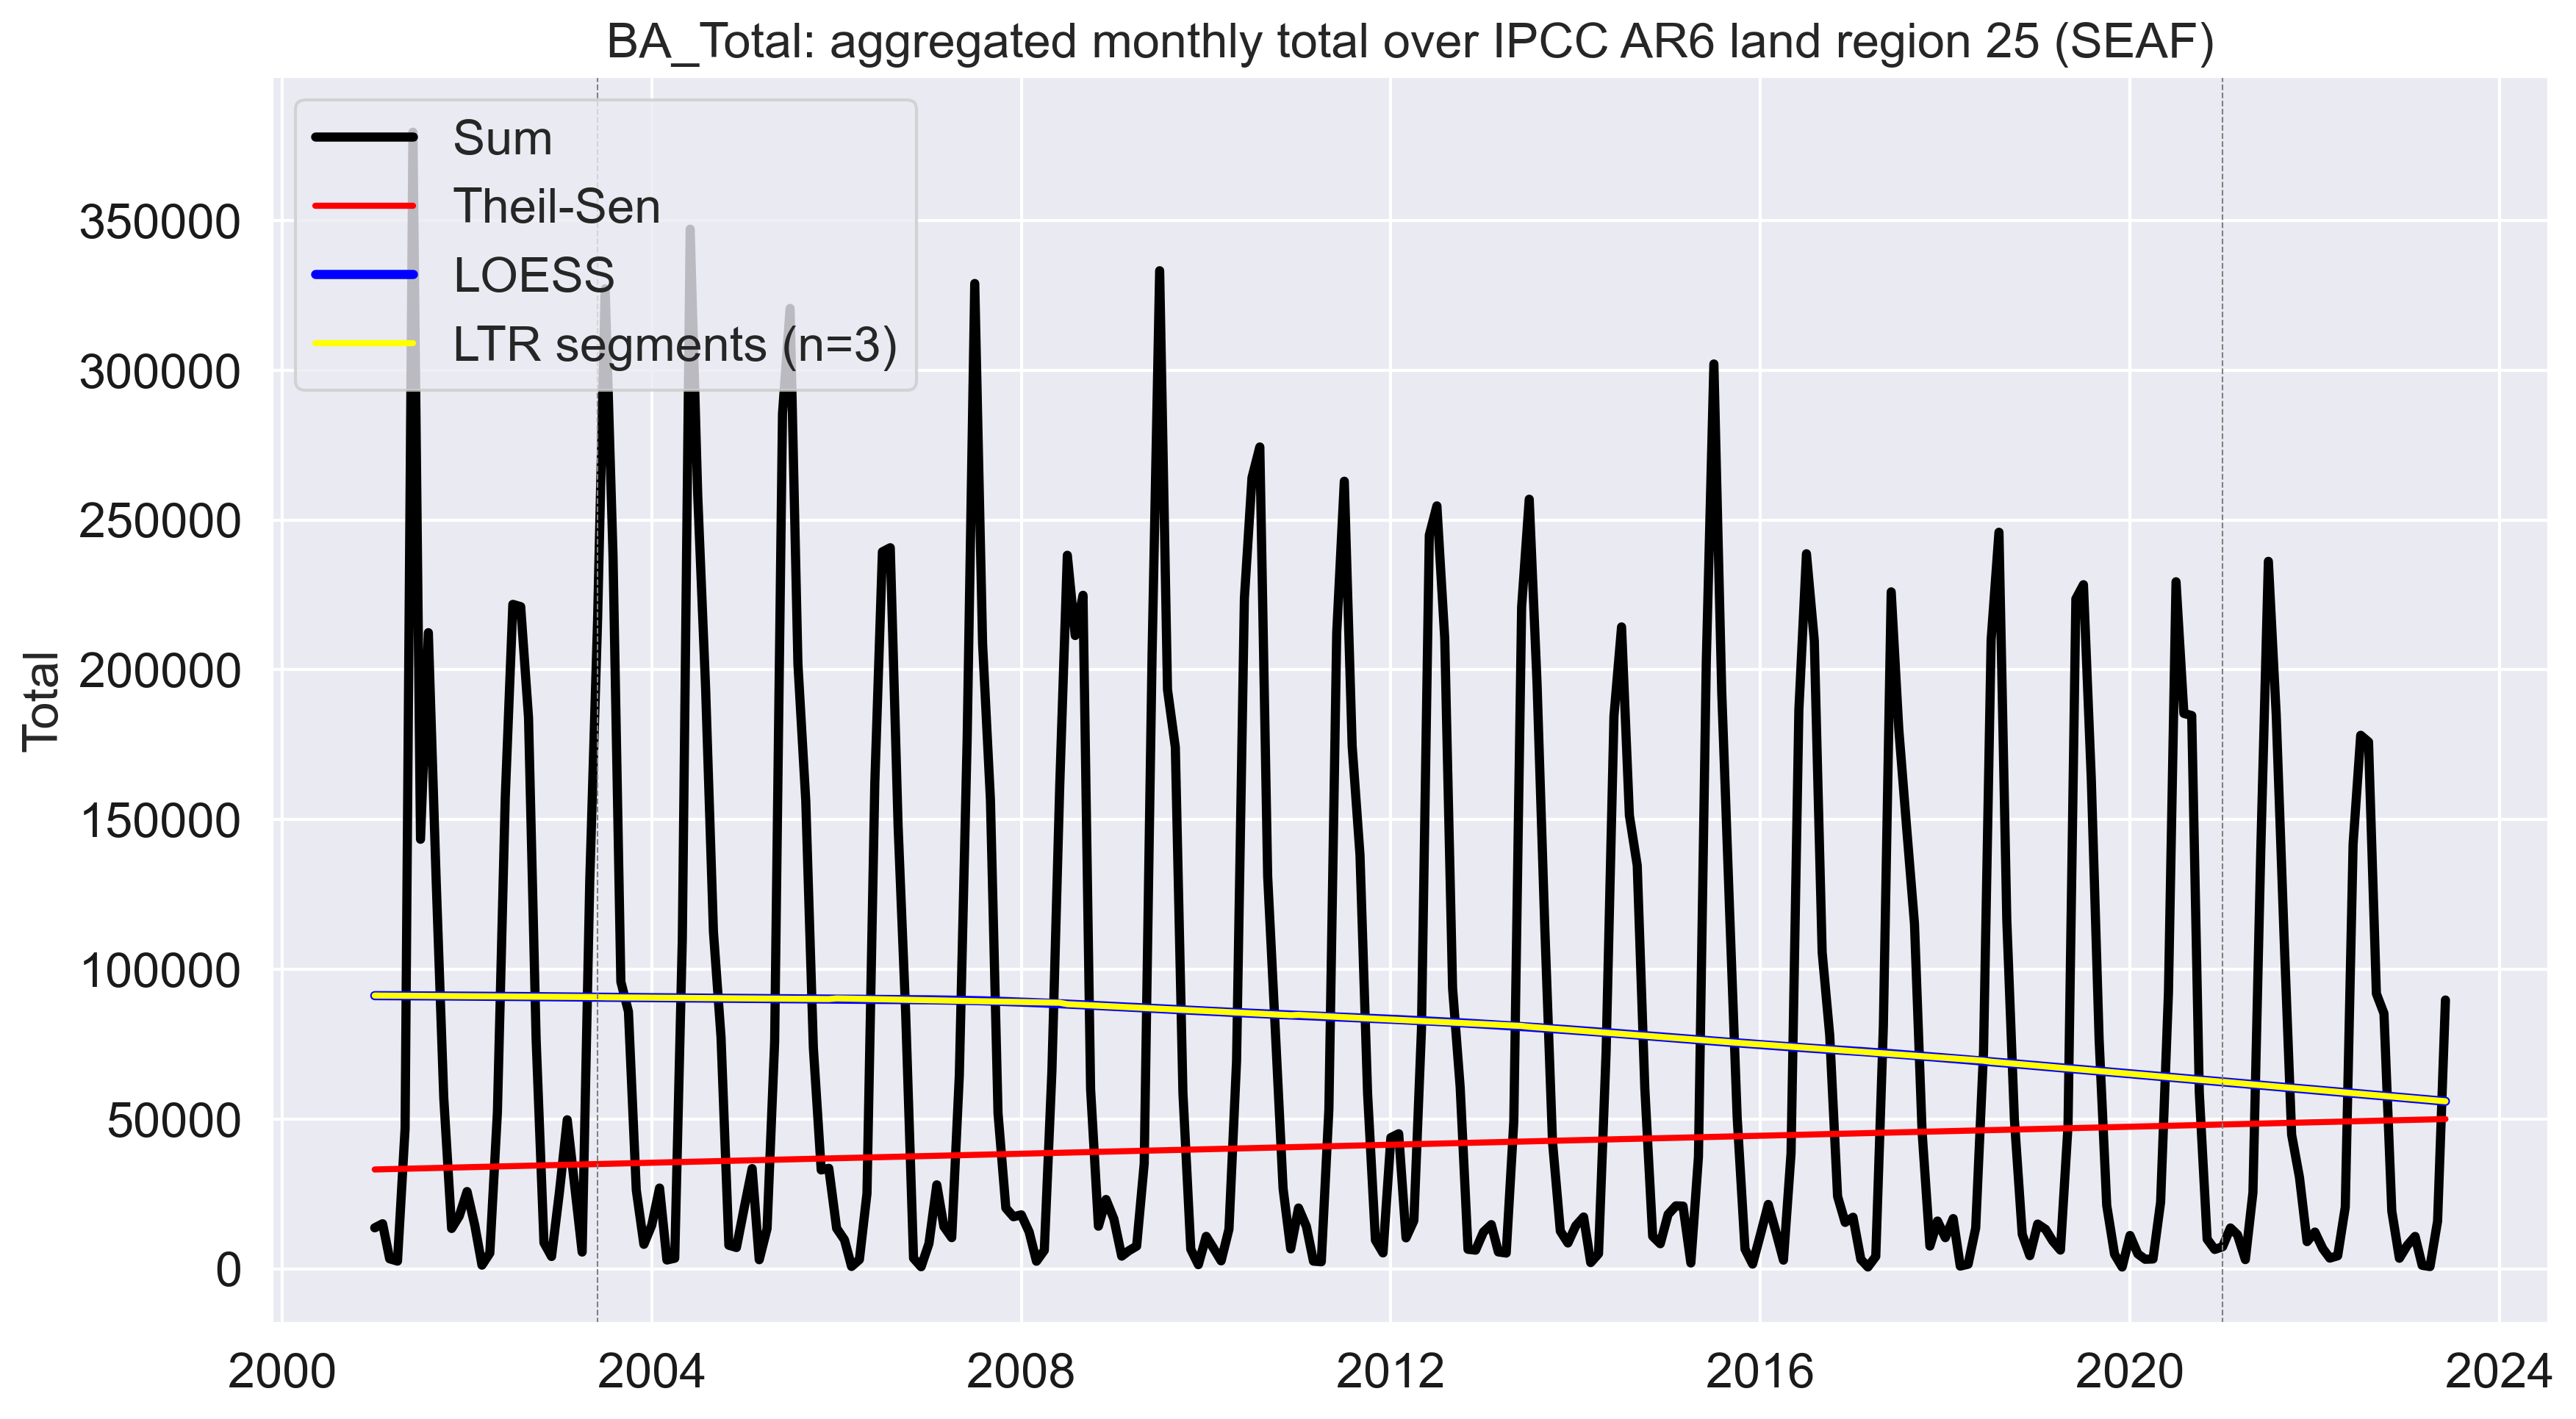 BA_Total: aggregated monthly total over IPCC AR6 land region 25 (SEAF)
Sum
Theil-Sen
LOESS
LTR segments (n=3)
Total
350000
300000
250000
200000
150000
100000
50000
0
2000 2004 2008 2012 2016 2020 2024